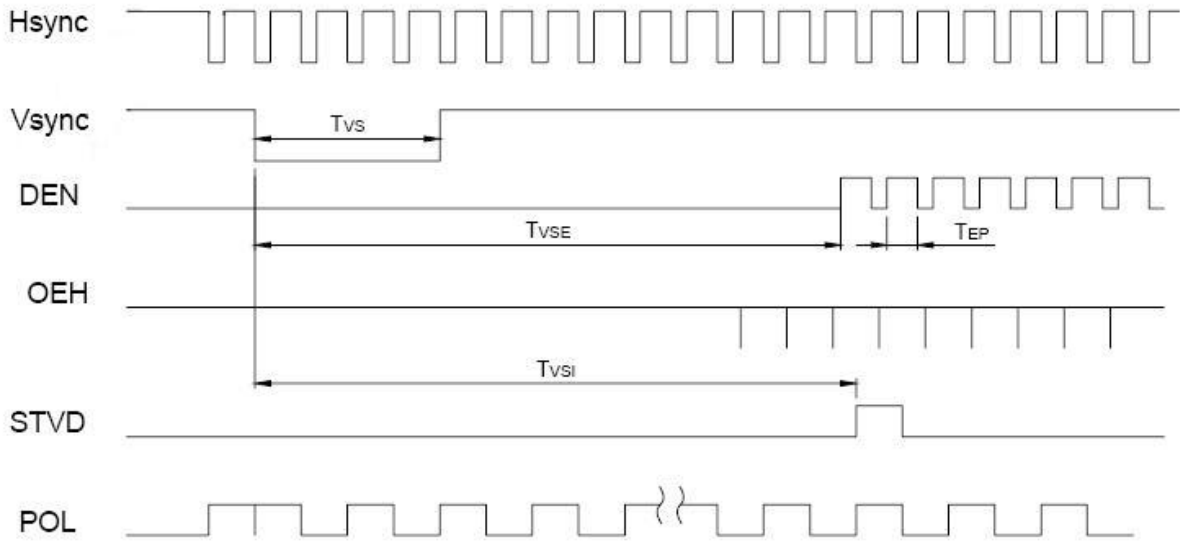 Hsync
Vsync
TVS
DEN
TVSE
TEP
OEH
TVSI
STVD
POL